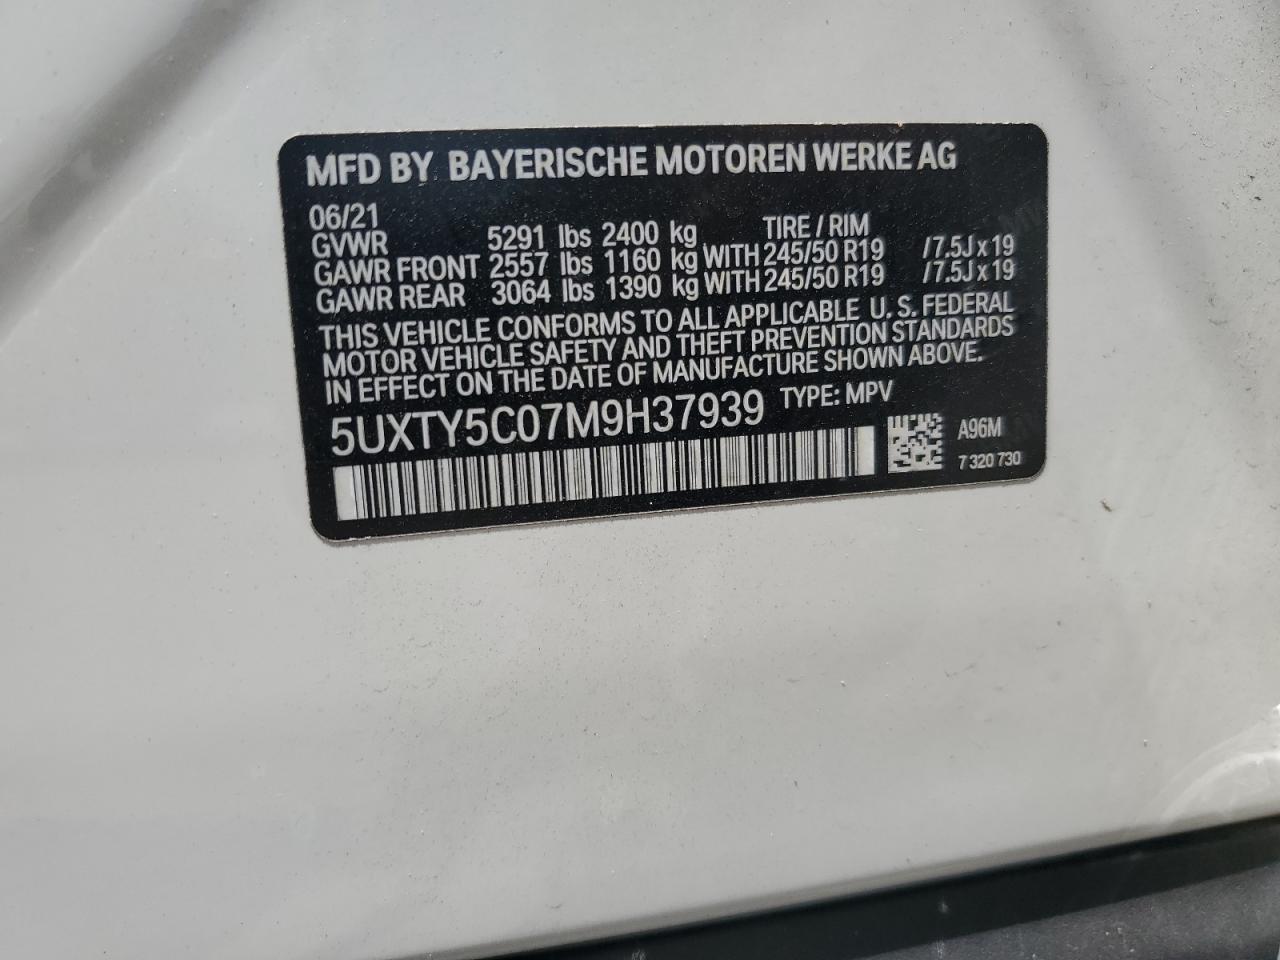 MFD BY BAYERISCHE MOTOREN WERKE AG
06/21
GVWR 5291 lbs 2400 kg TIRE / RIM
GAWR FRONT 2557 lbs 1160 kg WITH 245/50 R19 /7.5J x 19
GAWR REAR 3064 lbs 1390 kg WITH 245/50 R19 /7.5J x 19
THIS VEHICLE CONFORMS TO ALL APPLICABLE U. S. FEDERAL
MOTOR VEHICLE SAFETY AND THEFT PREVENTION STANDARDS
IN EFFECT ON THE DATE OF MANUFACTURE SHOWN ABOVE.
5UXTY5C07M9H37939 TYPE: MPV
A96M
7 320 730